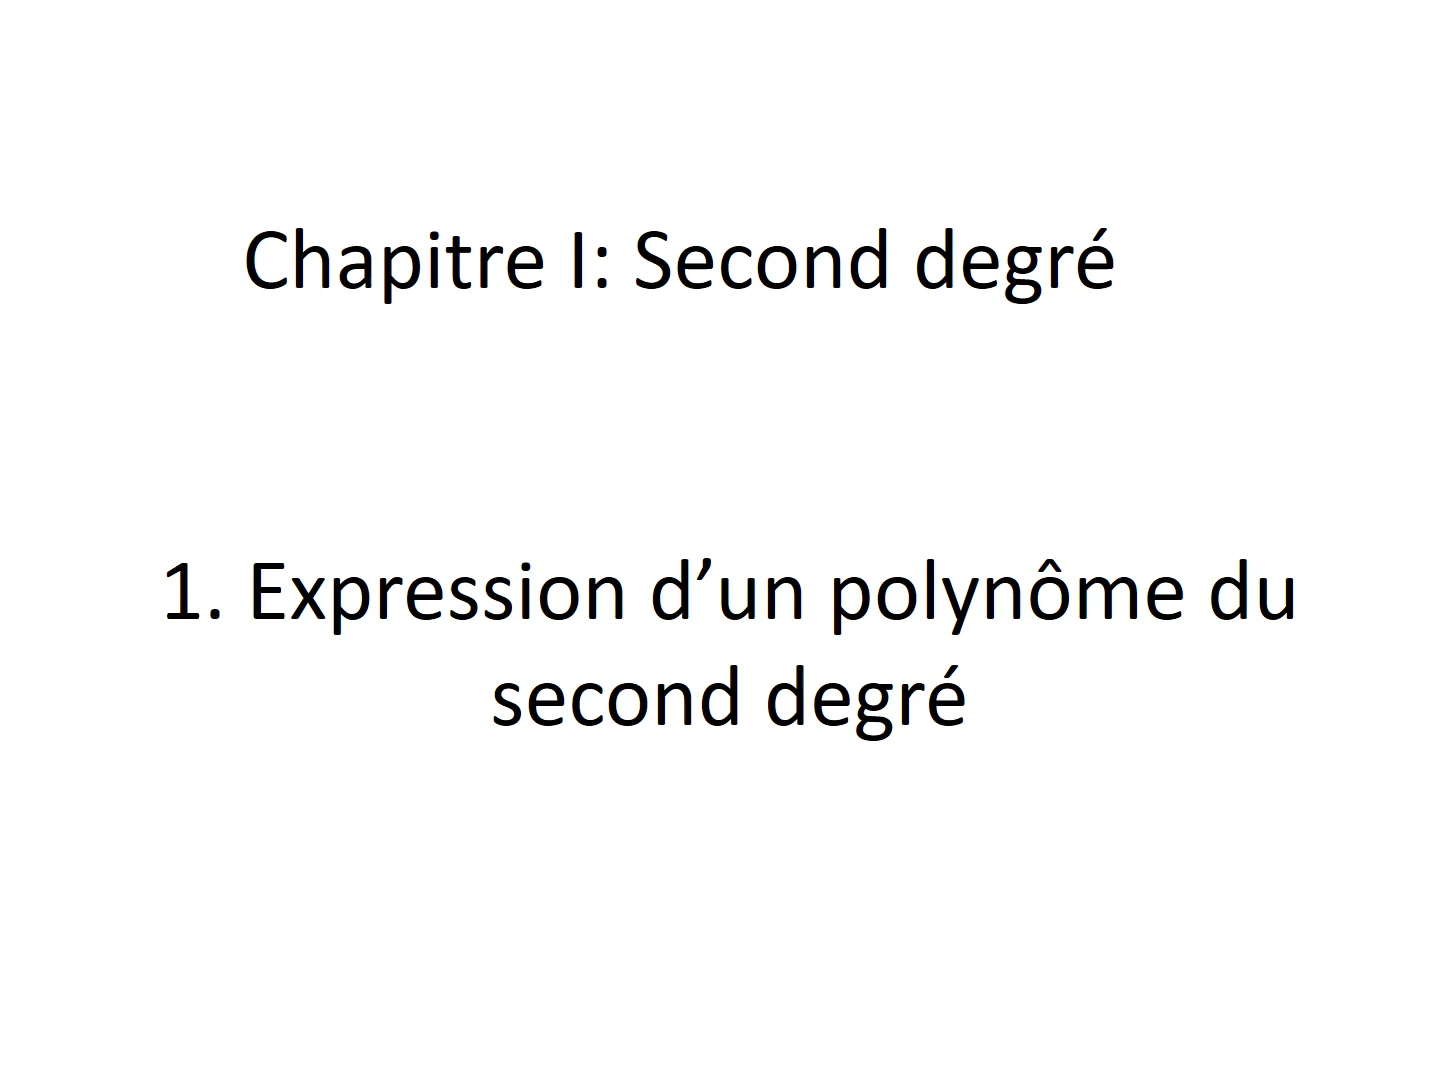 Chapitre I: Second degré
1. Expression d’un polynôme du
second degré